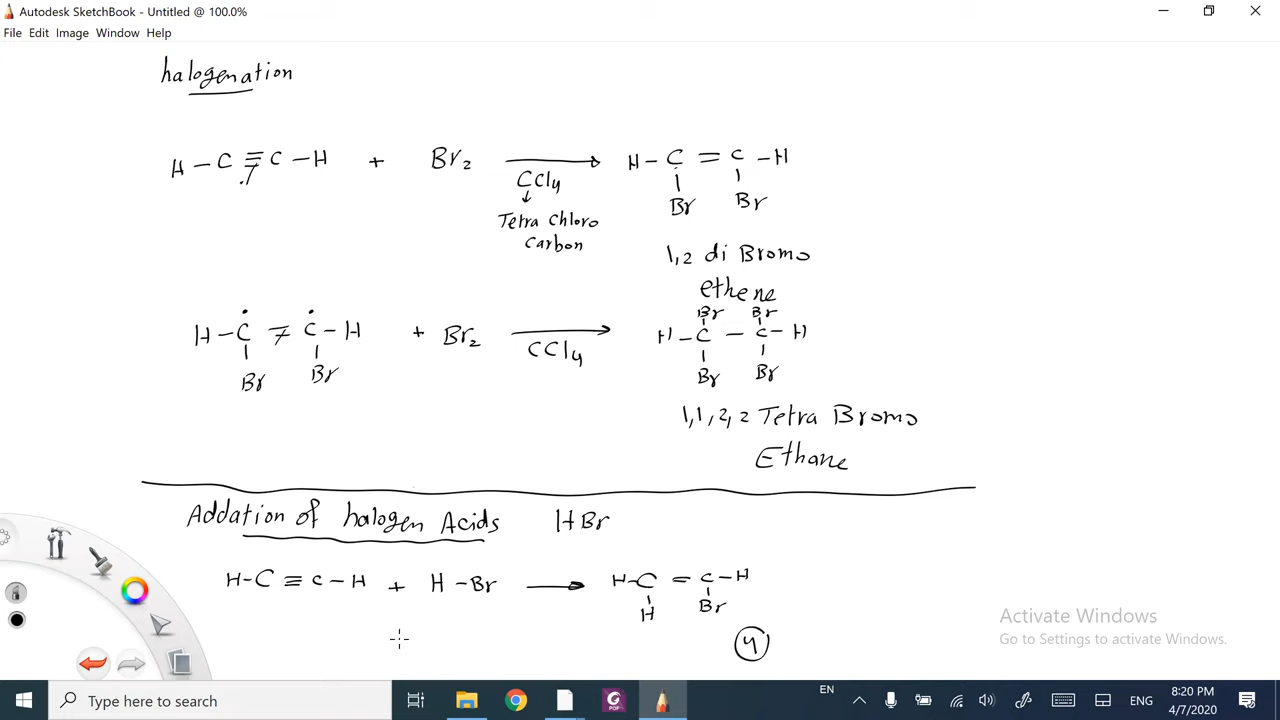 Autodesk SketchBook - Untitled @ 100.0%
File Edit Image Window Help
halogenation
H - C ≡ C - H + Br₂ → H - C = C - H
CCl₄
Br Br
Tetra Chloro
Carbon
1,2 di Bromo
ethene
Br Br
H - C = C - H + Br₂ → H - C - C - H
CCl₄
Br Br Br Br
1,1,2,2 Tetra Bromo
Ethane
Addation of halogen Acids HBr
H - C ≡ C - H + H - Br → H - C = C - H
H Br
4
Activate Windows
Go to Settings to activate Windows.
PDF
Type here to search
EN
ENG
8:20 PM
4/7/2020